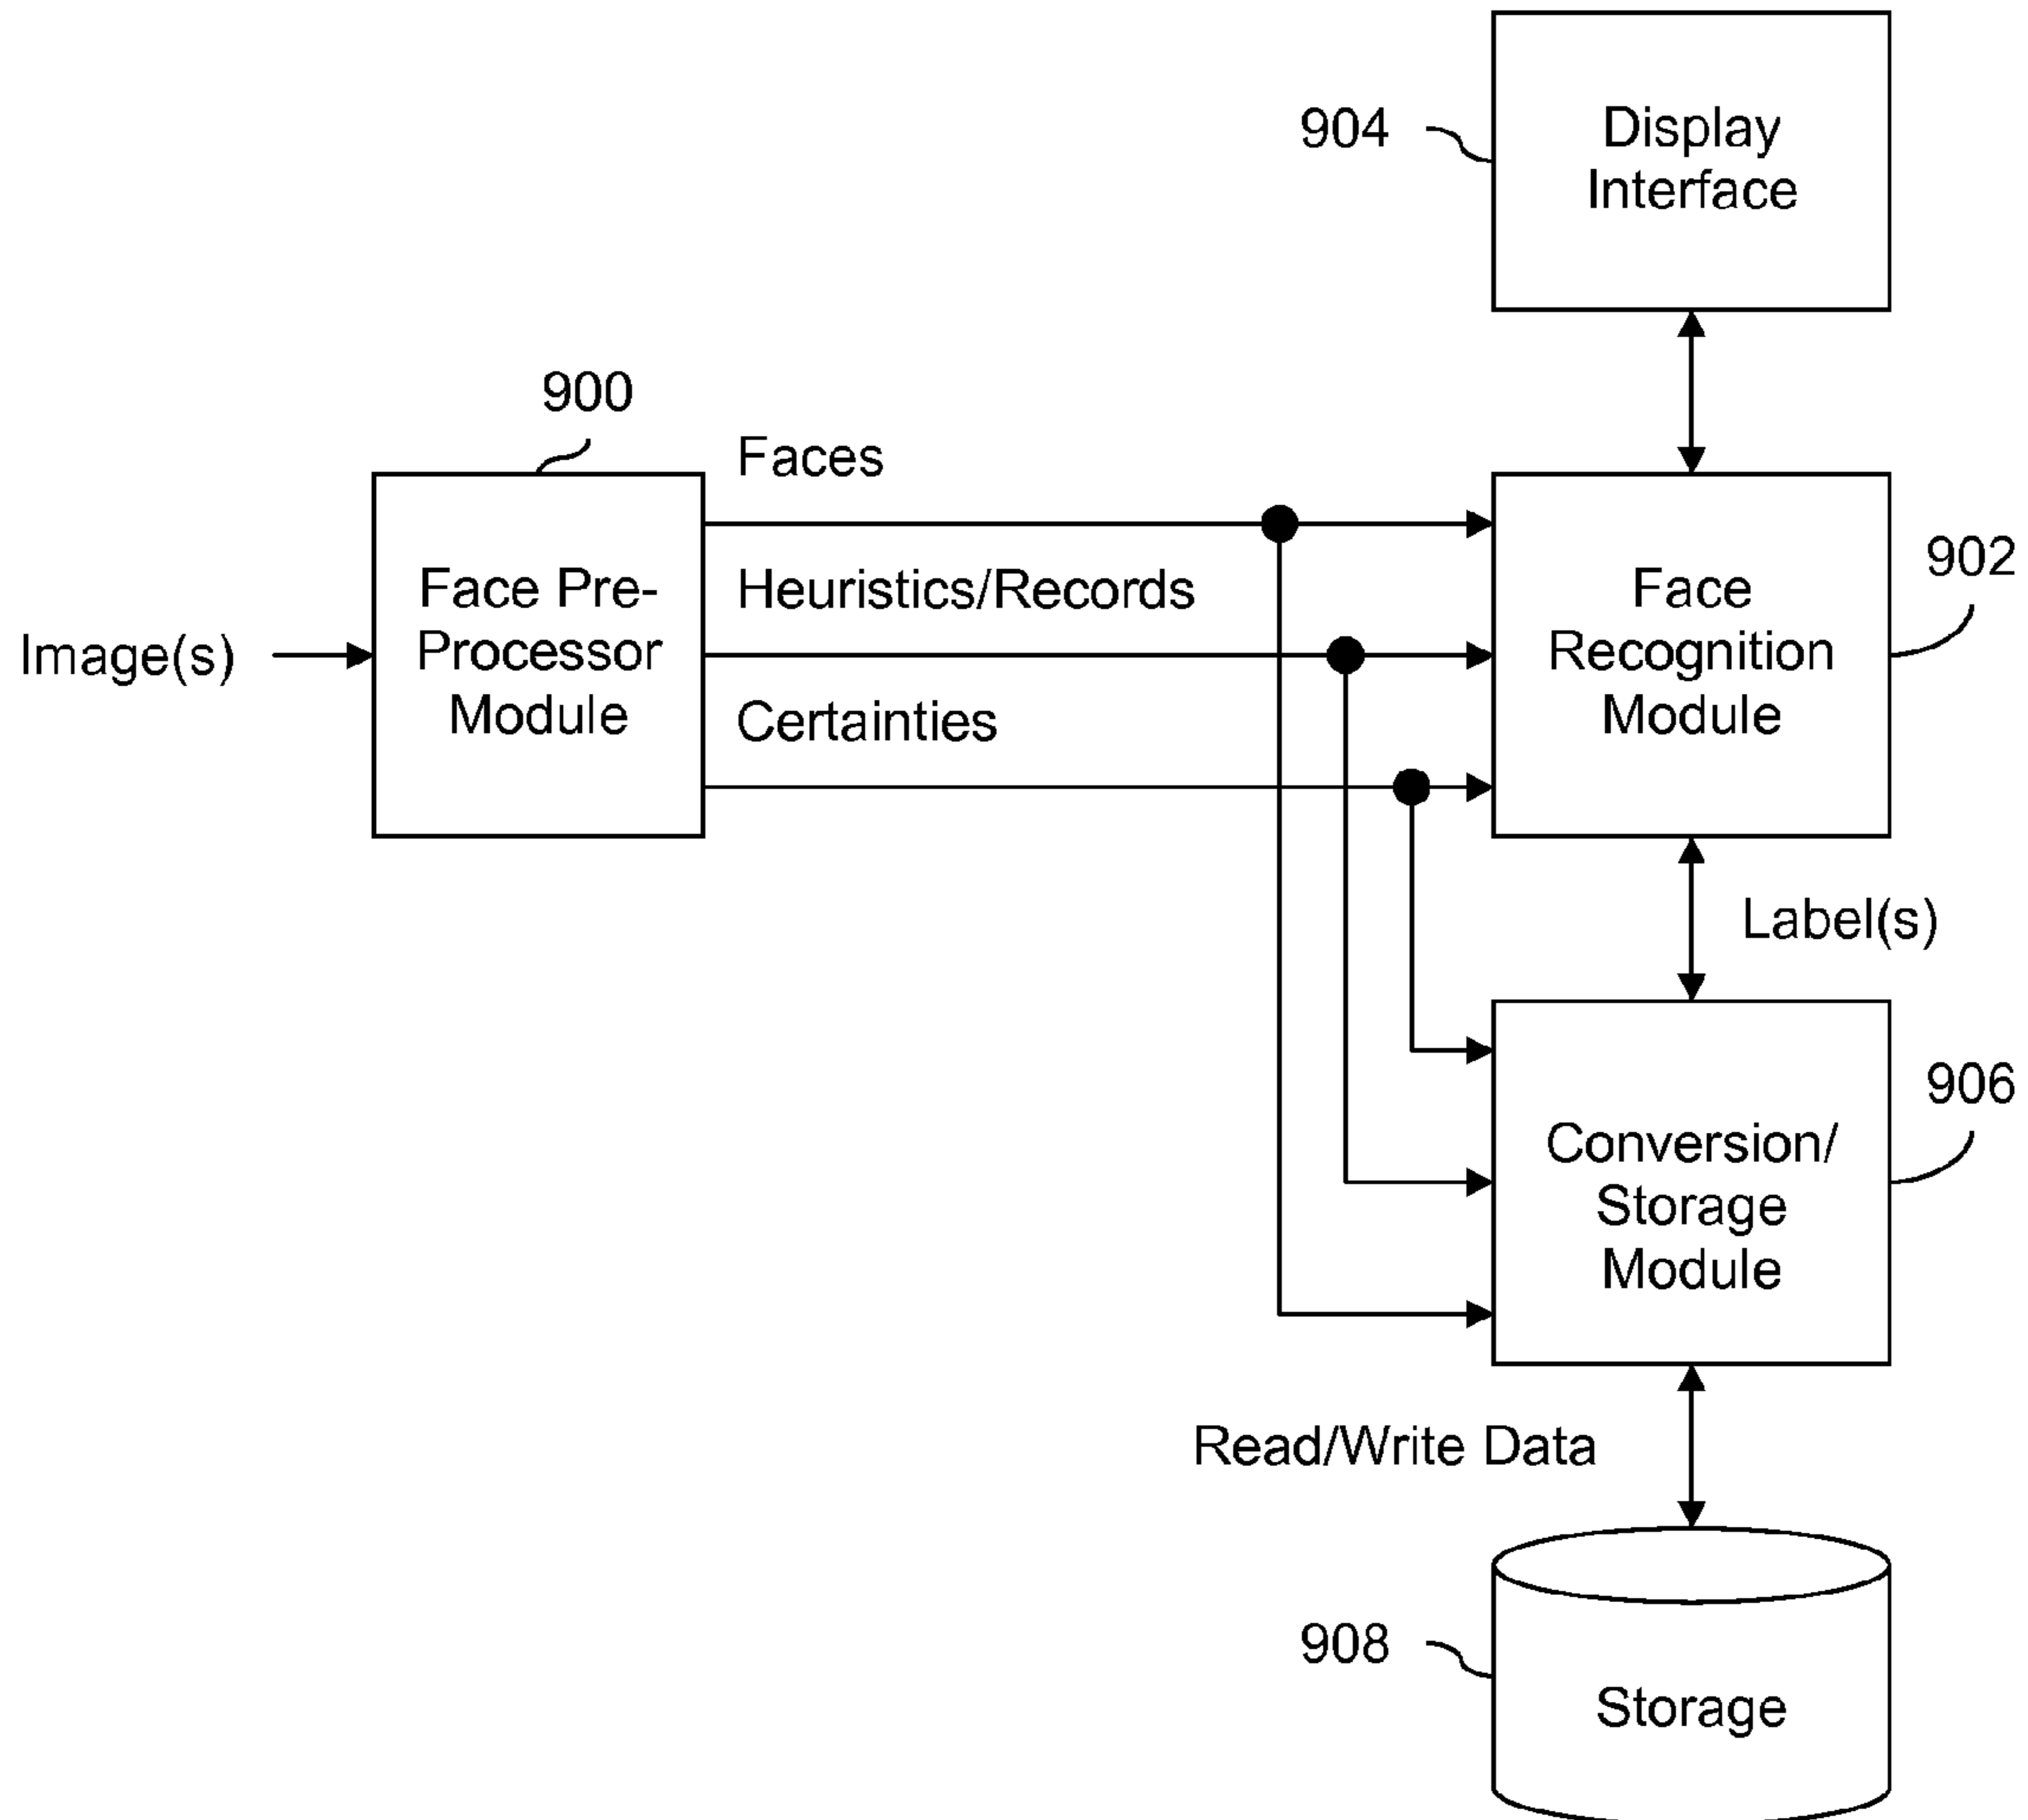 904
Display
Interface
900
Faces
Face Pre-
Processor
Module
Heuristics/Records
Image(s)
Certainties
902
Face
Recognition
Module
Label(s)
906
Conversion/
Storage
Module
Read/Write Data
908
Storage